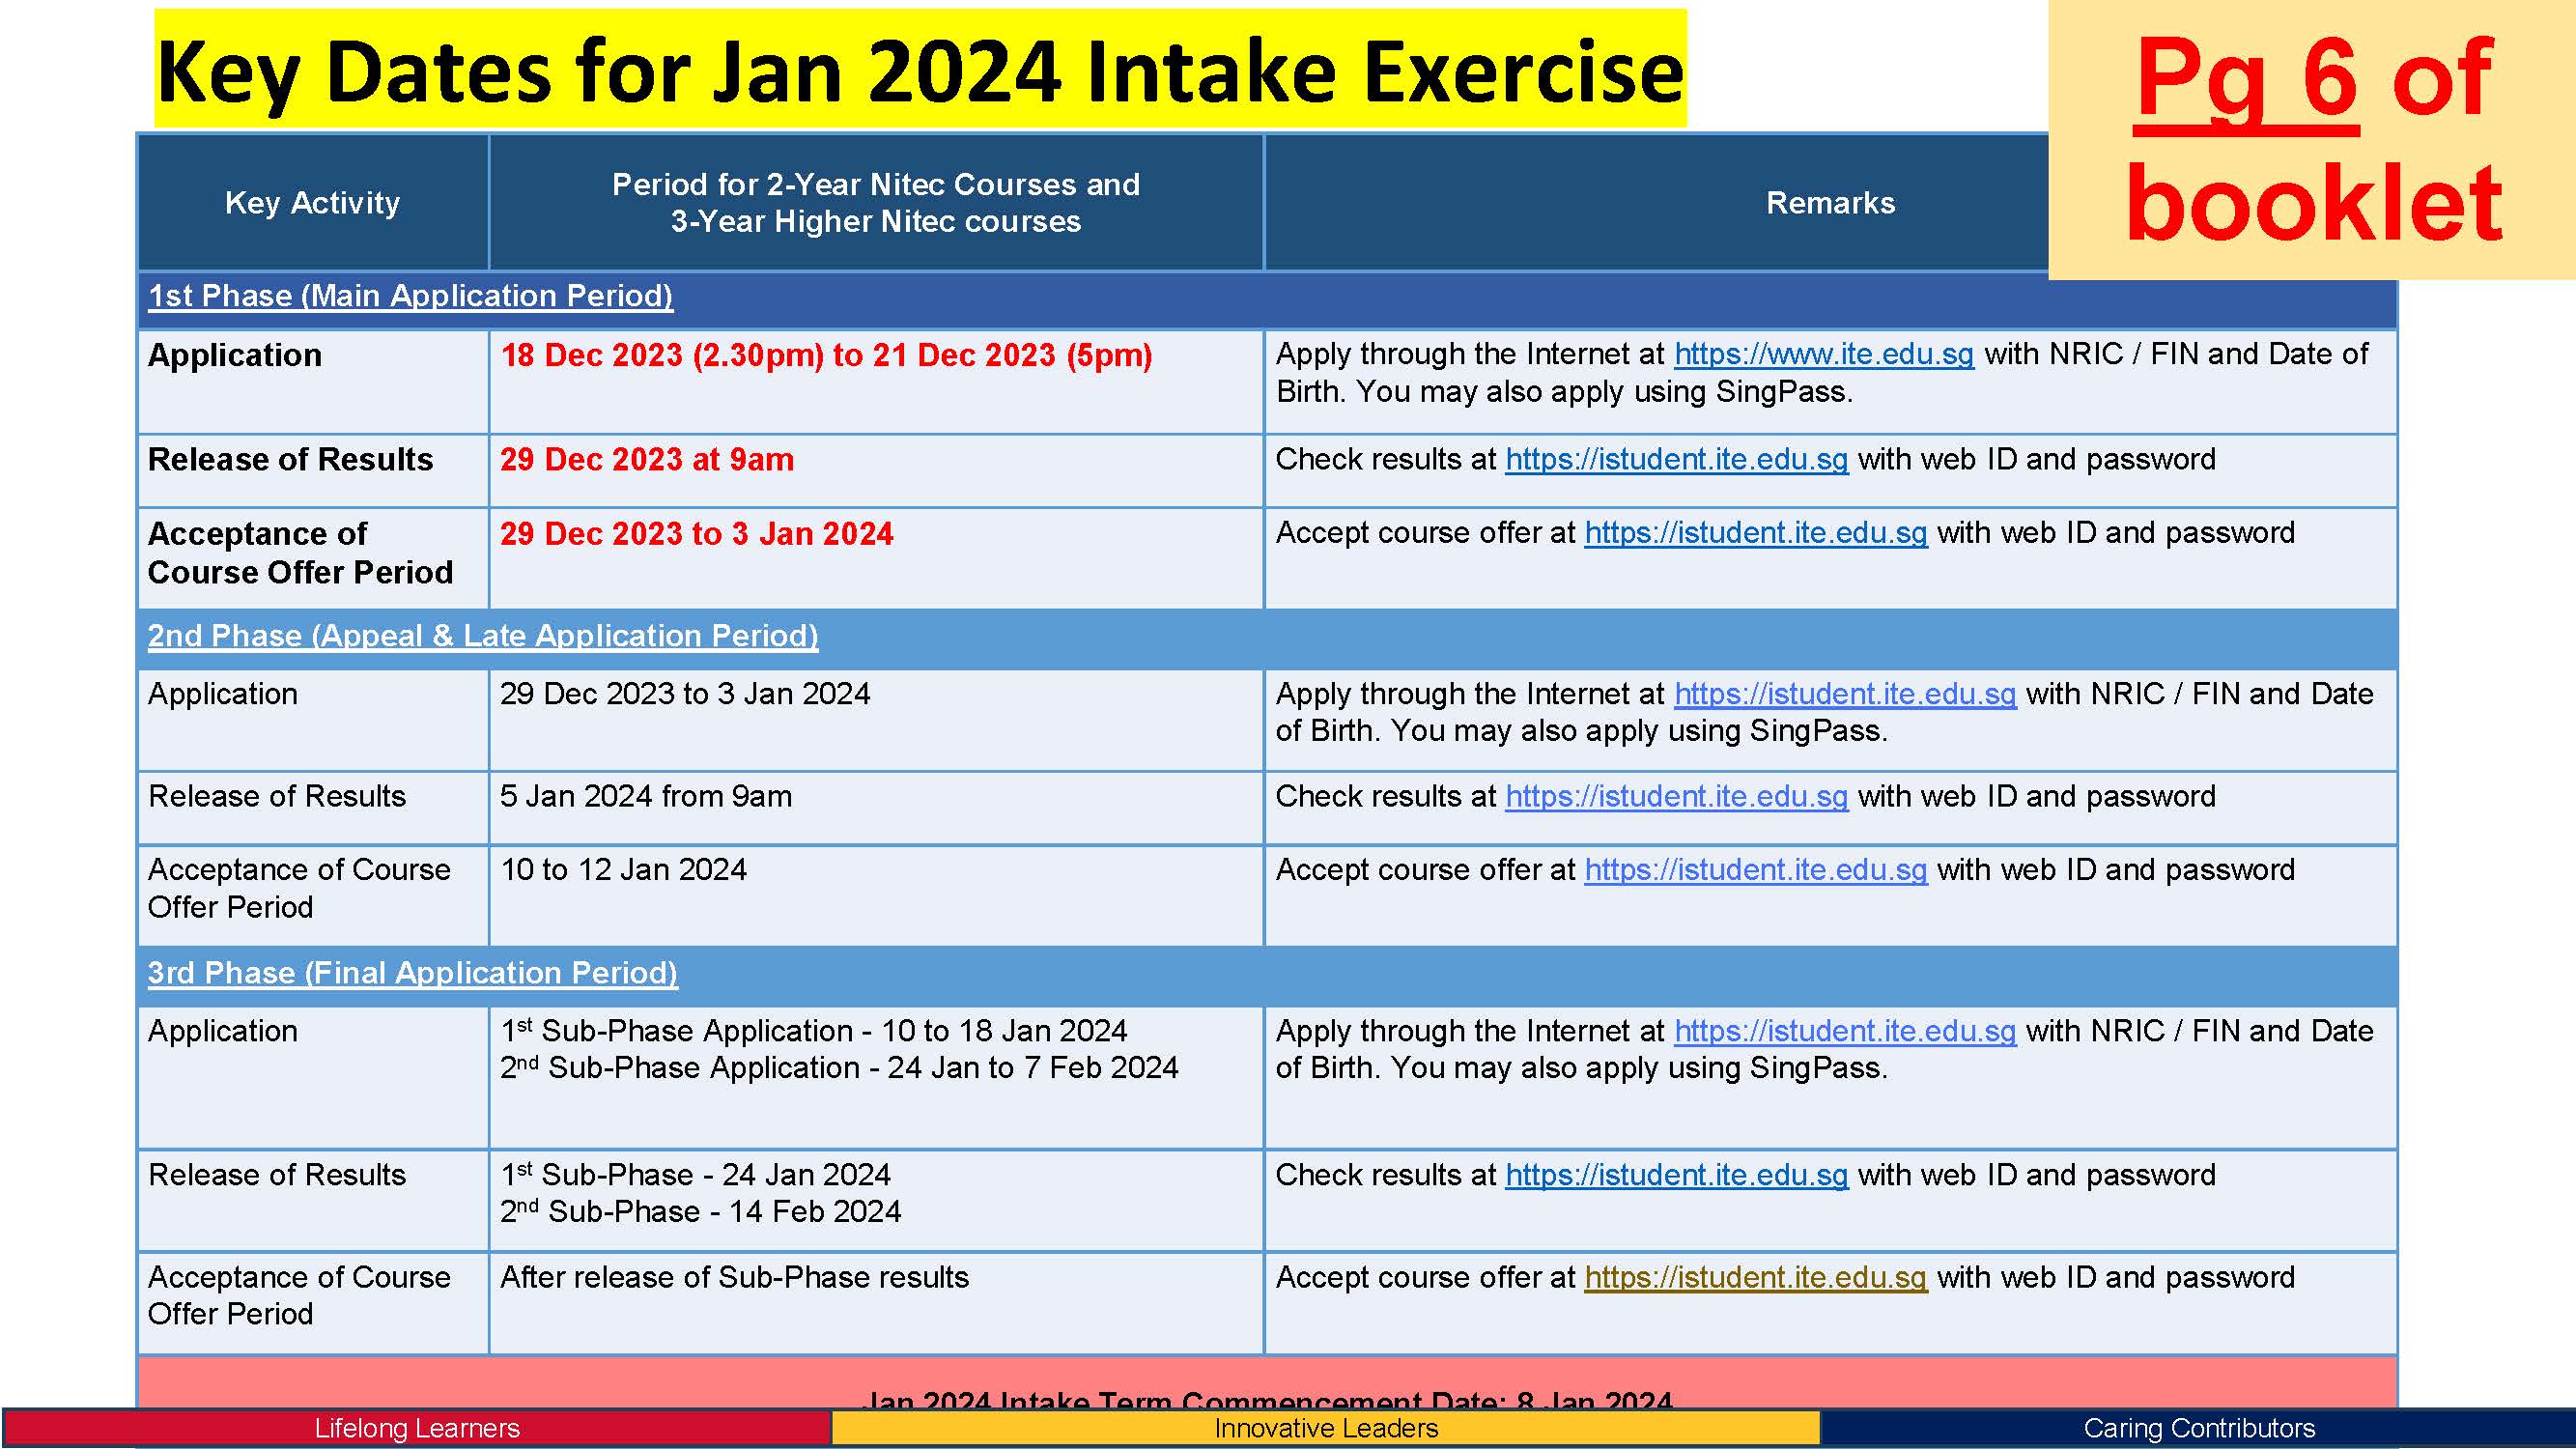 Key Dates for Jan 2024 Intake Exercise
Pg 6 of
booklet
Key Activity
Period for 2-Year Nitec Courses and
3-Year Higher Nitec courses
Remarks
1st Phase (Main Application Period)
Application
18 Dec 2023 (2.30pm) to 21 Dec 2023 (5pm)
Apply through the Internet at https://www.ite.edu.sg with NRIC / FIN and Date of
Birth. You may also apply using SingPass.
Release of Results
29 Dec 2023 at 9am
Check results at https://istudent.ite.edu.sg with web ID and password
Acceptance of
Course Offer Period
29 Dec 2023 to 3 Jan 2024
Accept course offer at https://istudent.ite.edu.sg with web ID and password
2nd Phase (Appeal & Late Application Period)
Application
29 Dec 2023 to 3 Jan 2024
Apply through the Internet at https://istudent.ite.edu.sg with NRIC / FIN and Date
of Birth. You may also apply using SingPass.
Release of Results
5 Jan 2024 from 9am
Check results at https://istudent.ite.edu.sg with web ID and password
Acceptance of Course
Offer Period
10 to 12 Jan 2024
Accept course offer at https://istudent.ite.edu.sg with web ID and password
3rd Phase (Final Application Period)
Application
1st Sub-Phase Application - 10 to 18 Jan 2024
2nd Sub-Phase Application - 24 Jan to 7 Feb 2024
Apply through the Internet at https://istudent.ite.edu.sg with NRIC / FIN and Date
of Birth. You may also apply using SingPass.
Release of Results
1st Sub-Phase - 24 Jan 2024
2nd Sub-Phase - 14 Feb 2024
Check results at https://istudent.ite.edu.sg with web ID and password
Acceptance of Course
Offer Period
After release of Sub-Phase results
Accept course offer at https://istudent.ite.edu.sg with web ID and password
Jan 2024 Intake Term Commencement Date: 8 Jan 2024
Lifelong Learners
Innovative Leaders
Caring Contributors